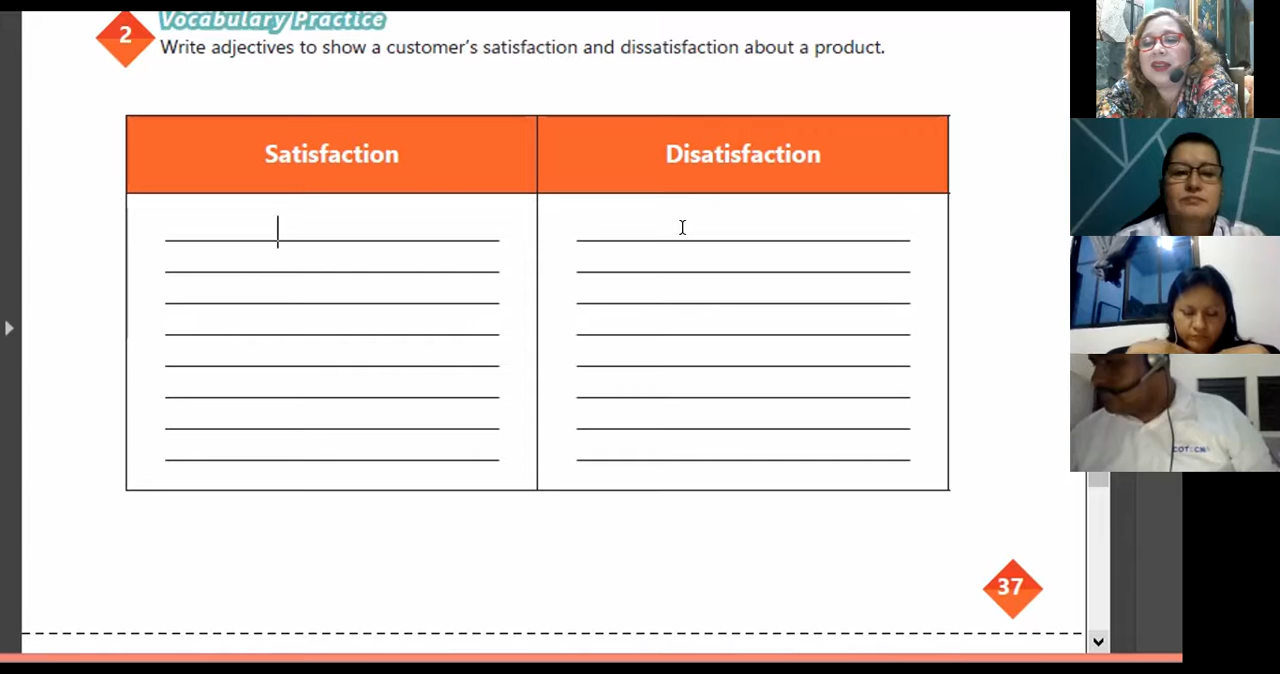 2
Vocabulary Practice
Write adjectives to show a customer's satisfaction and dissatisfaction about a product.
Satisfaction
Disatisfaction
37